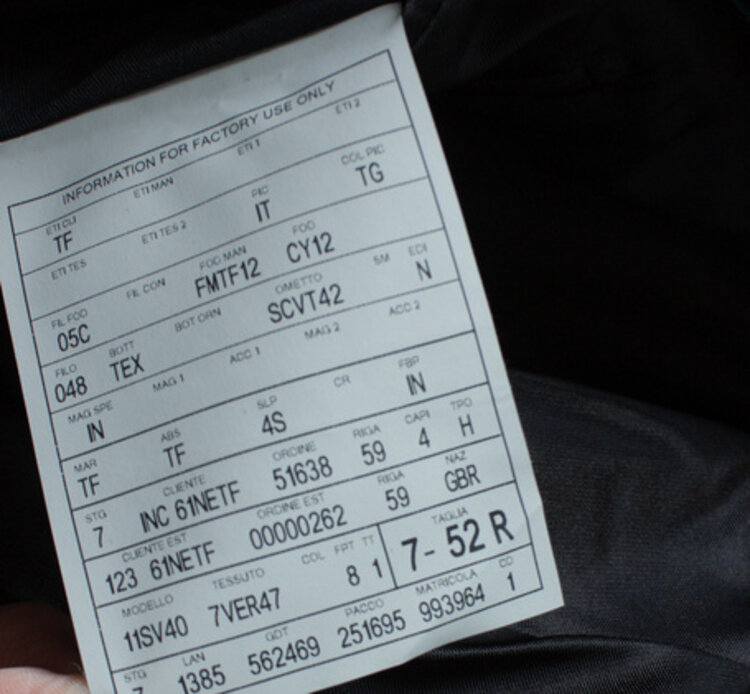 INFORMATION FOR FACTORY USE ONLY
ETI CLI ETI MAN ETI 1 ETI 2
TF
ETI TES ETI TES 2 PIC COL PIC
IT TG
FIL FOD FIL CON FOD MAN FOD
05C FMTF12 CY12
FILO BOTT BOT ORN OMETTO SM EDI
048 TEX SCVT42 N
MAG SPE MAG 1 ACC 1 MAG 2 ACC 2
IN
MAR ABS SLP CR FBP
TF TF 4S IN
STG CLIENTE ORDINE RIGA CAPI TPO
7 INC 61NETF 51638 59 4 H
CLIENTE EST ORDINE EST RIGA NAZ
123 61NETF 00000262 59 GBR
MODELLO TESSUTO COL FPT TT TAGLIA
11SV40 7VER47 8 1 7- 52 R
STG LAN GDT PACCO MATRICOLA CD
7 1385 562469 251695 993964 1